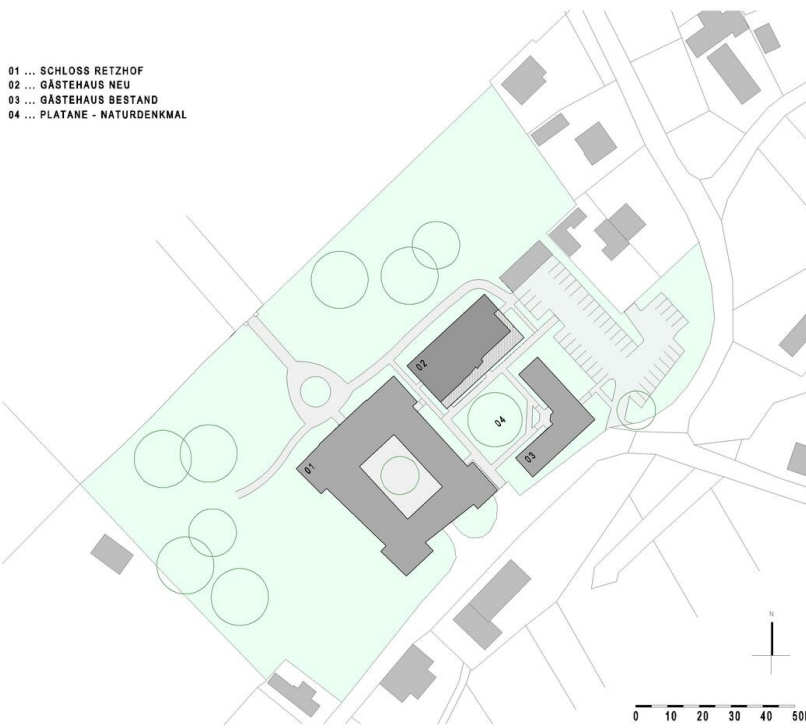 01 ... SCHLOSS RETZHOF
02 ... GÄSTEHAUS NEU
03 ... GÄSTEHAUS BESTAND
04 ... PLATANE - NATURDENKMAL
02
04
03
01
N
0 10 20 30 40 50